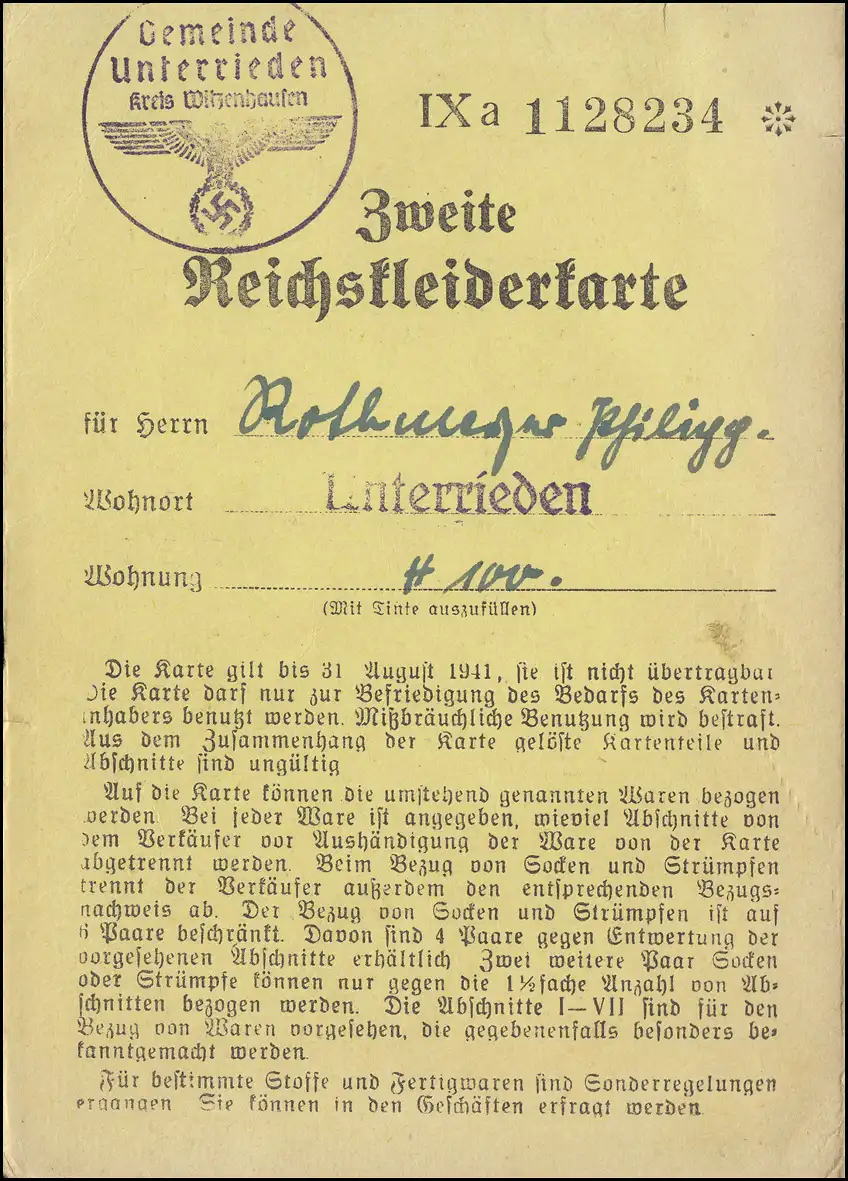 Gemeinde
Unterrieden
Kreis Witzenhausen
IXa 1128234
Zweite
Reichskleiderkarte
für Herrn Rothmeyer Philipp.
Wohnort Unterrieden
Wohnung # 100.
(Mit Tinte auszufüllen)
Die Karte gilt bis 31 August 1941, sie ist nicht übertragbar
Die Karte darf nur zur Befriedigung des Bedarfs des Karten-
inhabers benutzt werden. Mißbräuchliche Benutzung wird bestraft.
Aus dem Zusammenhang der Karte gelöste Kartenteile und
Abschnitte sind ungültig
Auf die Karte können die umstehend genannten Waren bezogen
werden. Bei jeder Ware ist angegeben, wieviel Abschnitte von
dem Verkäufer vor Aushändigung der Ware von der Karte
abgetrennt werden. Beim Bezug von Socken und Strümpfen
trennt der Verkäufer außerdem den entsprechenden Bezugs-
nachweis ab. Der Bezug von Socken und Strümpfen ist auf
6 Paare beschränkt. Davon sind 4 Paare gegen Entwertung der
vorgesehenen Abschnitte erhältlich Zwei weitere Paar Socken
oder Strümpfe können nur gegen die 1½fache Anzahl von Ab-
schnitten bezogen werden. Die Abschnitte I—VII sind für den
Bezug von Waren vorgesehen, die gegebenenfalls besonders be-
kanntgemacht werden.
Für bestimmte Stoffe und Fertigwaren sind Sonderregelungen
ergangen Sie können in den Geschäften erfragt werden